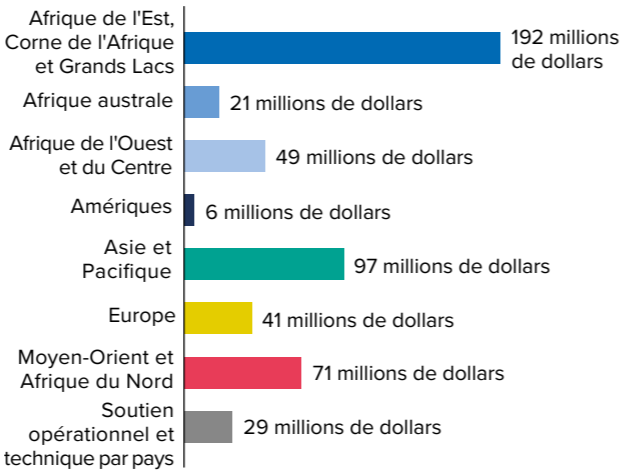 Afrique de l'Est,
Corne de l'Afrique
et Grands Lacs
192 millions
de dollars
Afrique australe
21 millions de dollars
Afrique de l'Ouest
et du Centre
49 millions de dollars
Amériques
6 millions de dollars
Asie et
Pacifique
97 millions de dollars
Europe
41 millions de dollars
Moyen-Orient et
Afrique du Nord
71 millions de dollars
Soutien
opérationnel et
technique par pays
29 millions de dollars